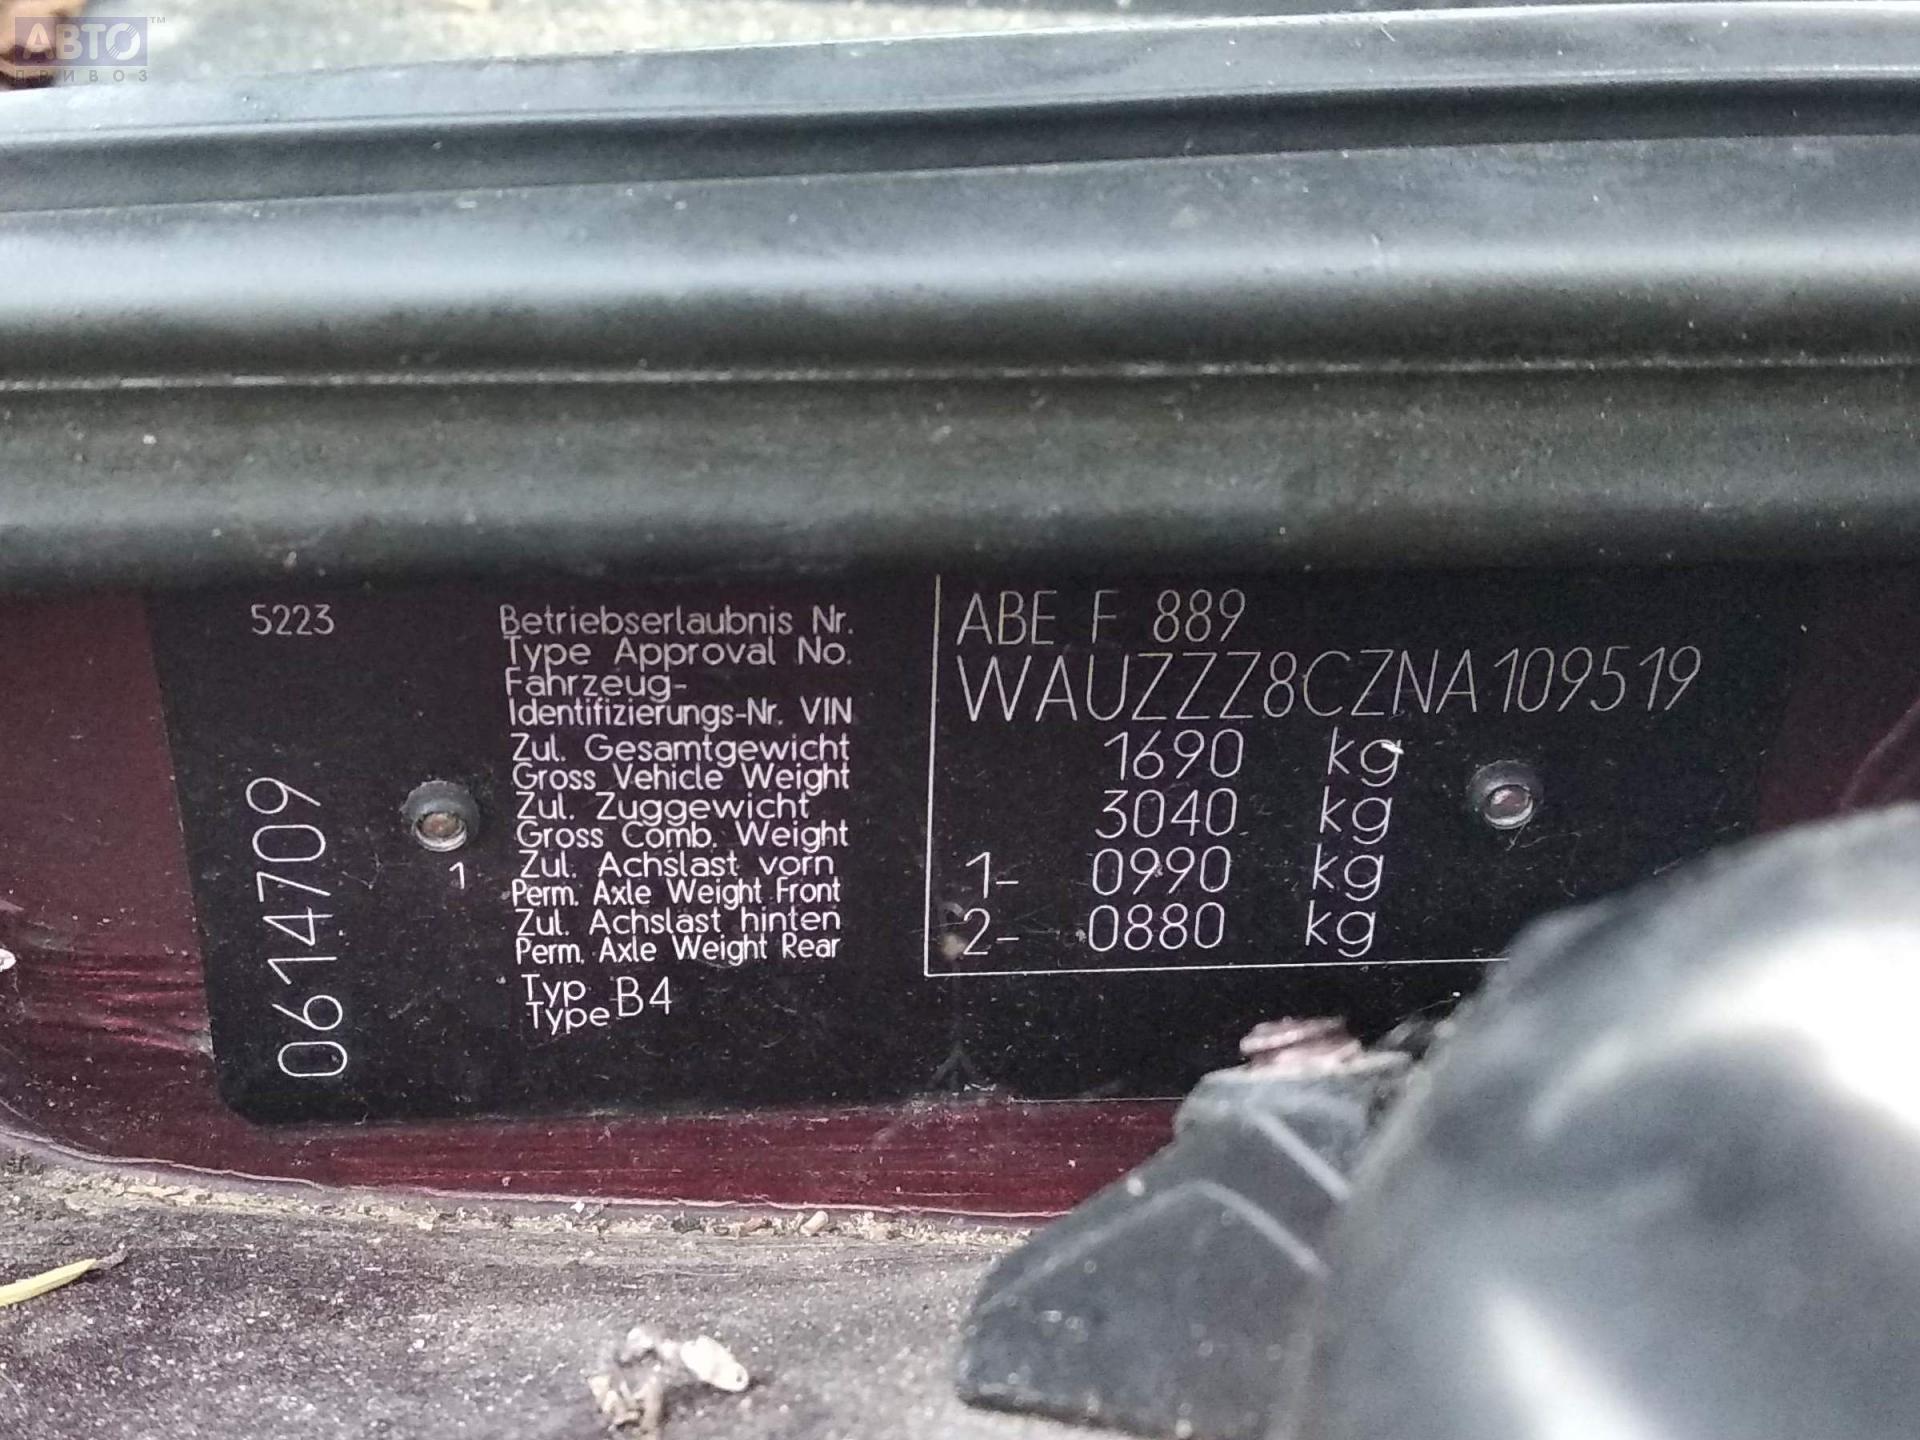 АВТО™
ПРИВОЗ
5223
Betriebserlaubnis Nr.
Type Approval No.
ABE F 889
Fahrzeug-
Identifizierungs-Nr. VIN
WAUZZZ8CZNA109519
Zul. Gesamtgewicht
Gross Vehicle Weight
1690 kg
Zul. Zuggewicht
Gross Comb. Weight
3040 kg
1
Zul. Achslast vorn
Perm. Axle Weight Front
1- 0990 kg
Zul. Achslast hinten
Perm. Axle Weight Rear
2- 0880 kg
Typ
Type B4
0614709